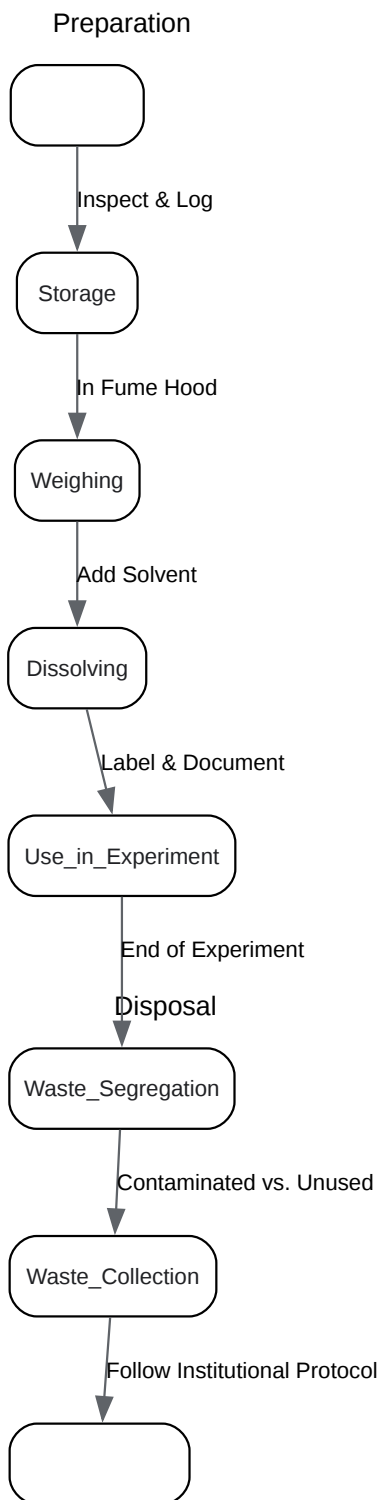 Preparation
Inspect & Log
Storage
In Fume Hood
Weighing
Add Solvent
Dissolving
Label & Document
Use_in_Experiment
End of Experiment
Disposal
Waste_Segregation
Contaminated vs. Unused
Waste_Collection
Follow Institutional Protocol